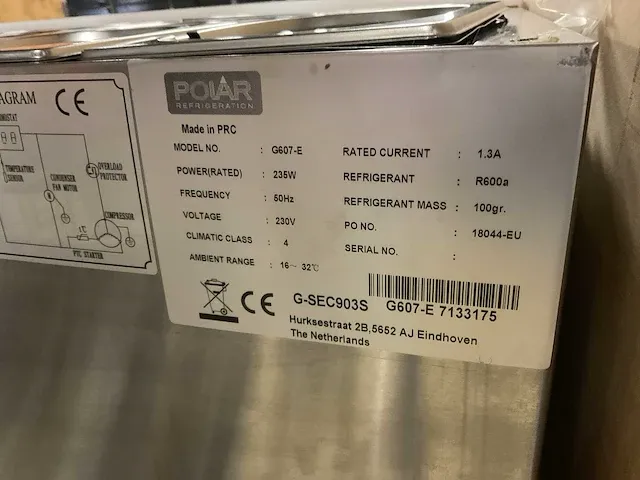 AGRAM CE
TEMPERATURE
SENSOR
CONDENSER
FAN MOTOR
OVERLOAD
PROTECTOR
COMPRESSOR
PTC STARTER
POLAR
REFRIGERATION
Made in PRC
MODEL NO. : G607-E
POWER(RATED) : 235W
FREQUENCY : 50Hz
VOLTAGE : 230V
CLIMATIC CLASS : 4
AMBIENT RANGE : 16~ 32℃
RATED CURRENT : 1.3A
REFRIGERANT : R600a
REFRIGERANT MASS : 100gr.
PO NO. : 18044-EU
SERIAL NO. :
CE G-SEC903S G607-E 7133175
Hurksestraat 2B,5652 AJ Eindhoven
The Netherlands